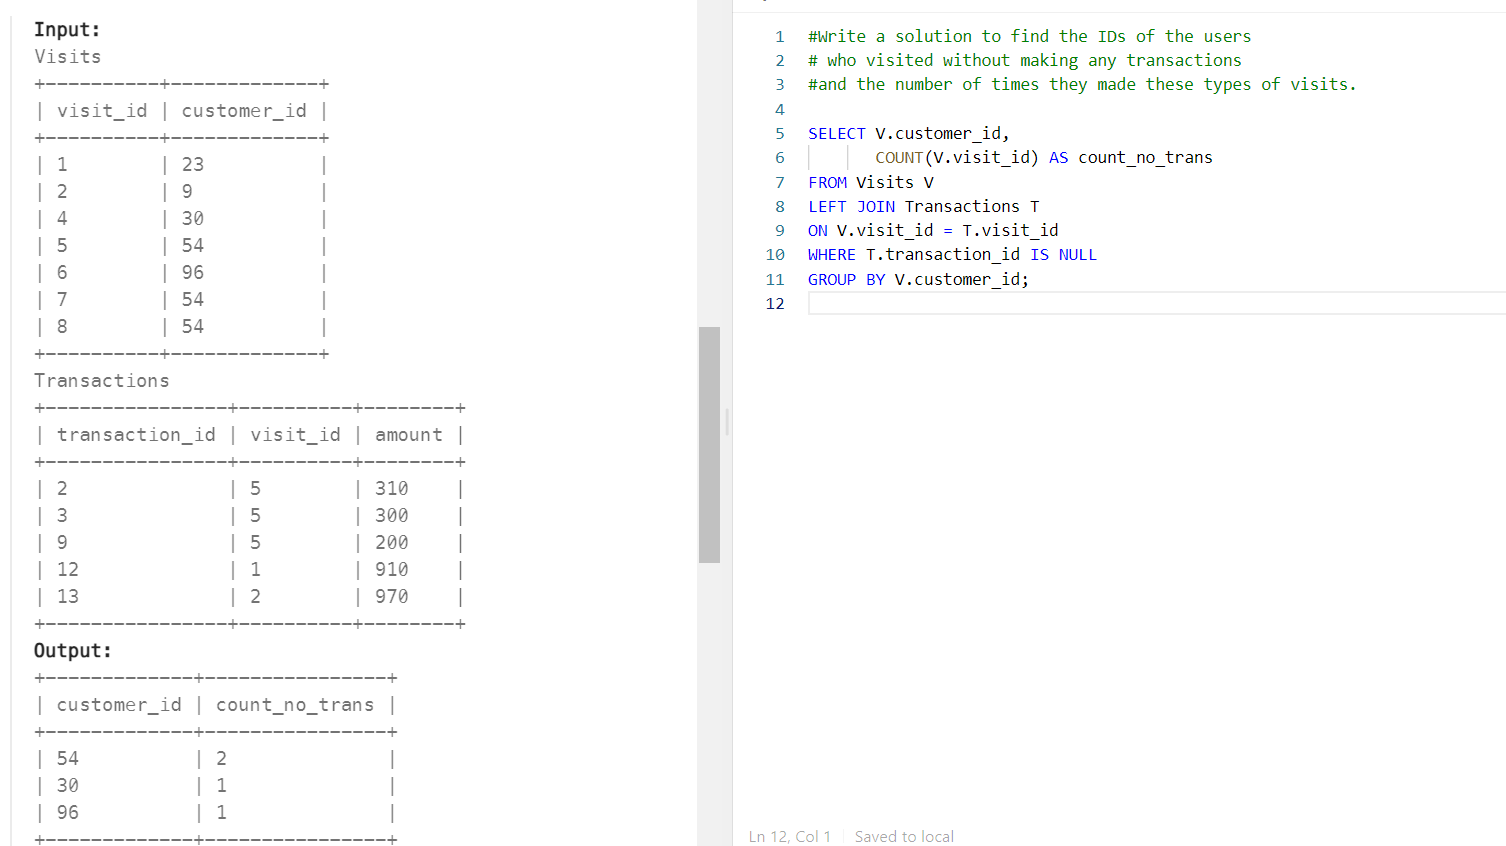 Input:
Visits
+----------+-------------+
| visit_id | customer_id |
+----------+-------------+
| 1        | 23          |
| 2        | 9           |
| 4        | 30          |
| 5        | 54          |
| 6        | 96          |
| 7        | 54          |
| 8        | 54          |
+----------+-------------+
Transactions
+----------------+----------+--------+
| transaction_id | visit_id | amount |
+----------------+----------+--------+
| 2              | 5        | 310    |
| 3              | 5        | 300    |
| 9              | 5        | 200    |
| 12             | 1        | 910    |
| 13             | 2        | 970    |
+----------------+----------+--------+
Output:
+-------------+----------------+
| customer_id | count_no_trans |
+-------------+----------------+
| 54          | 2              |
| 30          | 1              |
| 96          | 1              |
+-------------+----------------+
1 #Write a solution to find the IDs of the users
2 # who visited without making any transactions
3 #and the number of times they made these types of visits.
4
5 SELECT V.customer_id,
6        COUNT(V.visit_id) AS count_no_trans
7 FROM Visits V
8 LEFT JOIN Transactions T
9 ON V.visit_id = T.visit_id
10 WHERE T.transaction_id IS NULL
11 GROUP BY V.customer_id;
12
Ln 12, Col 1 Saved to local